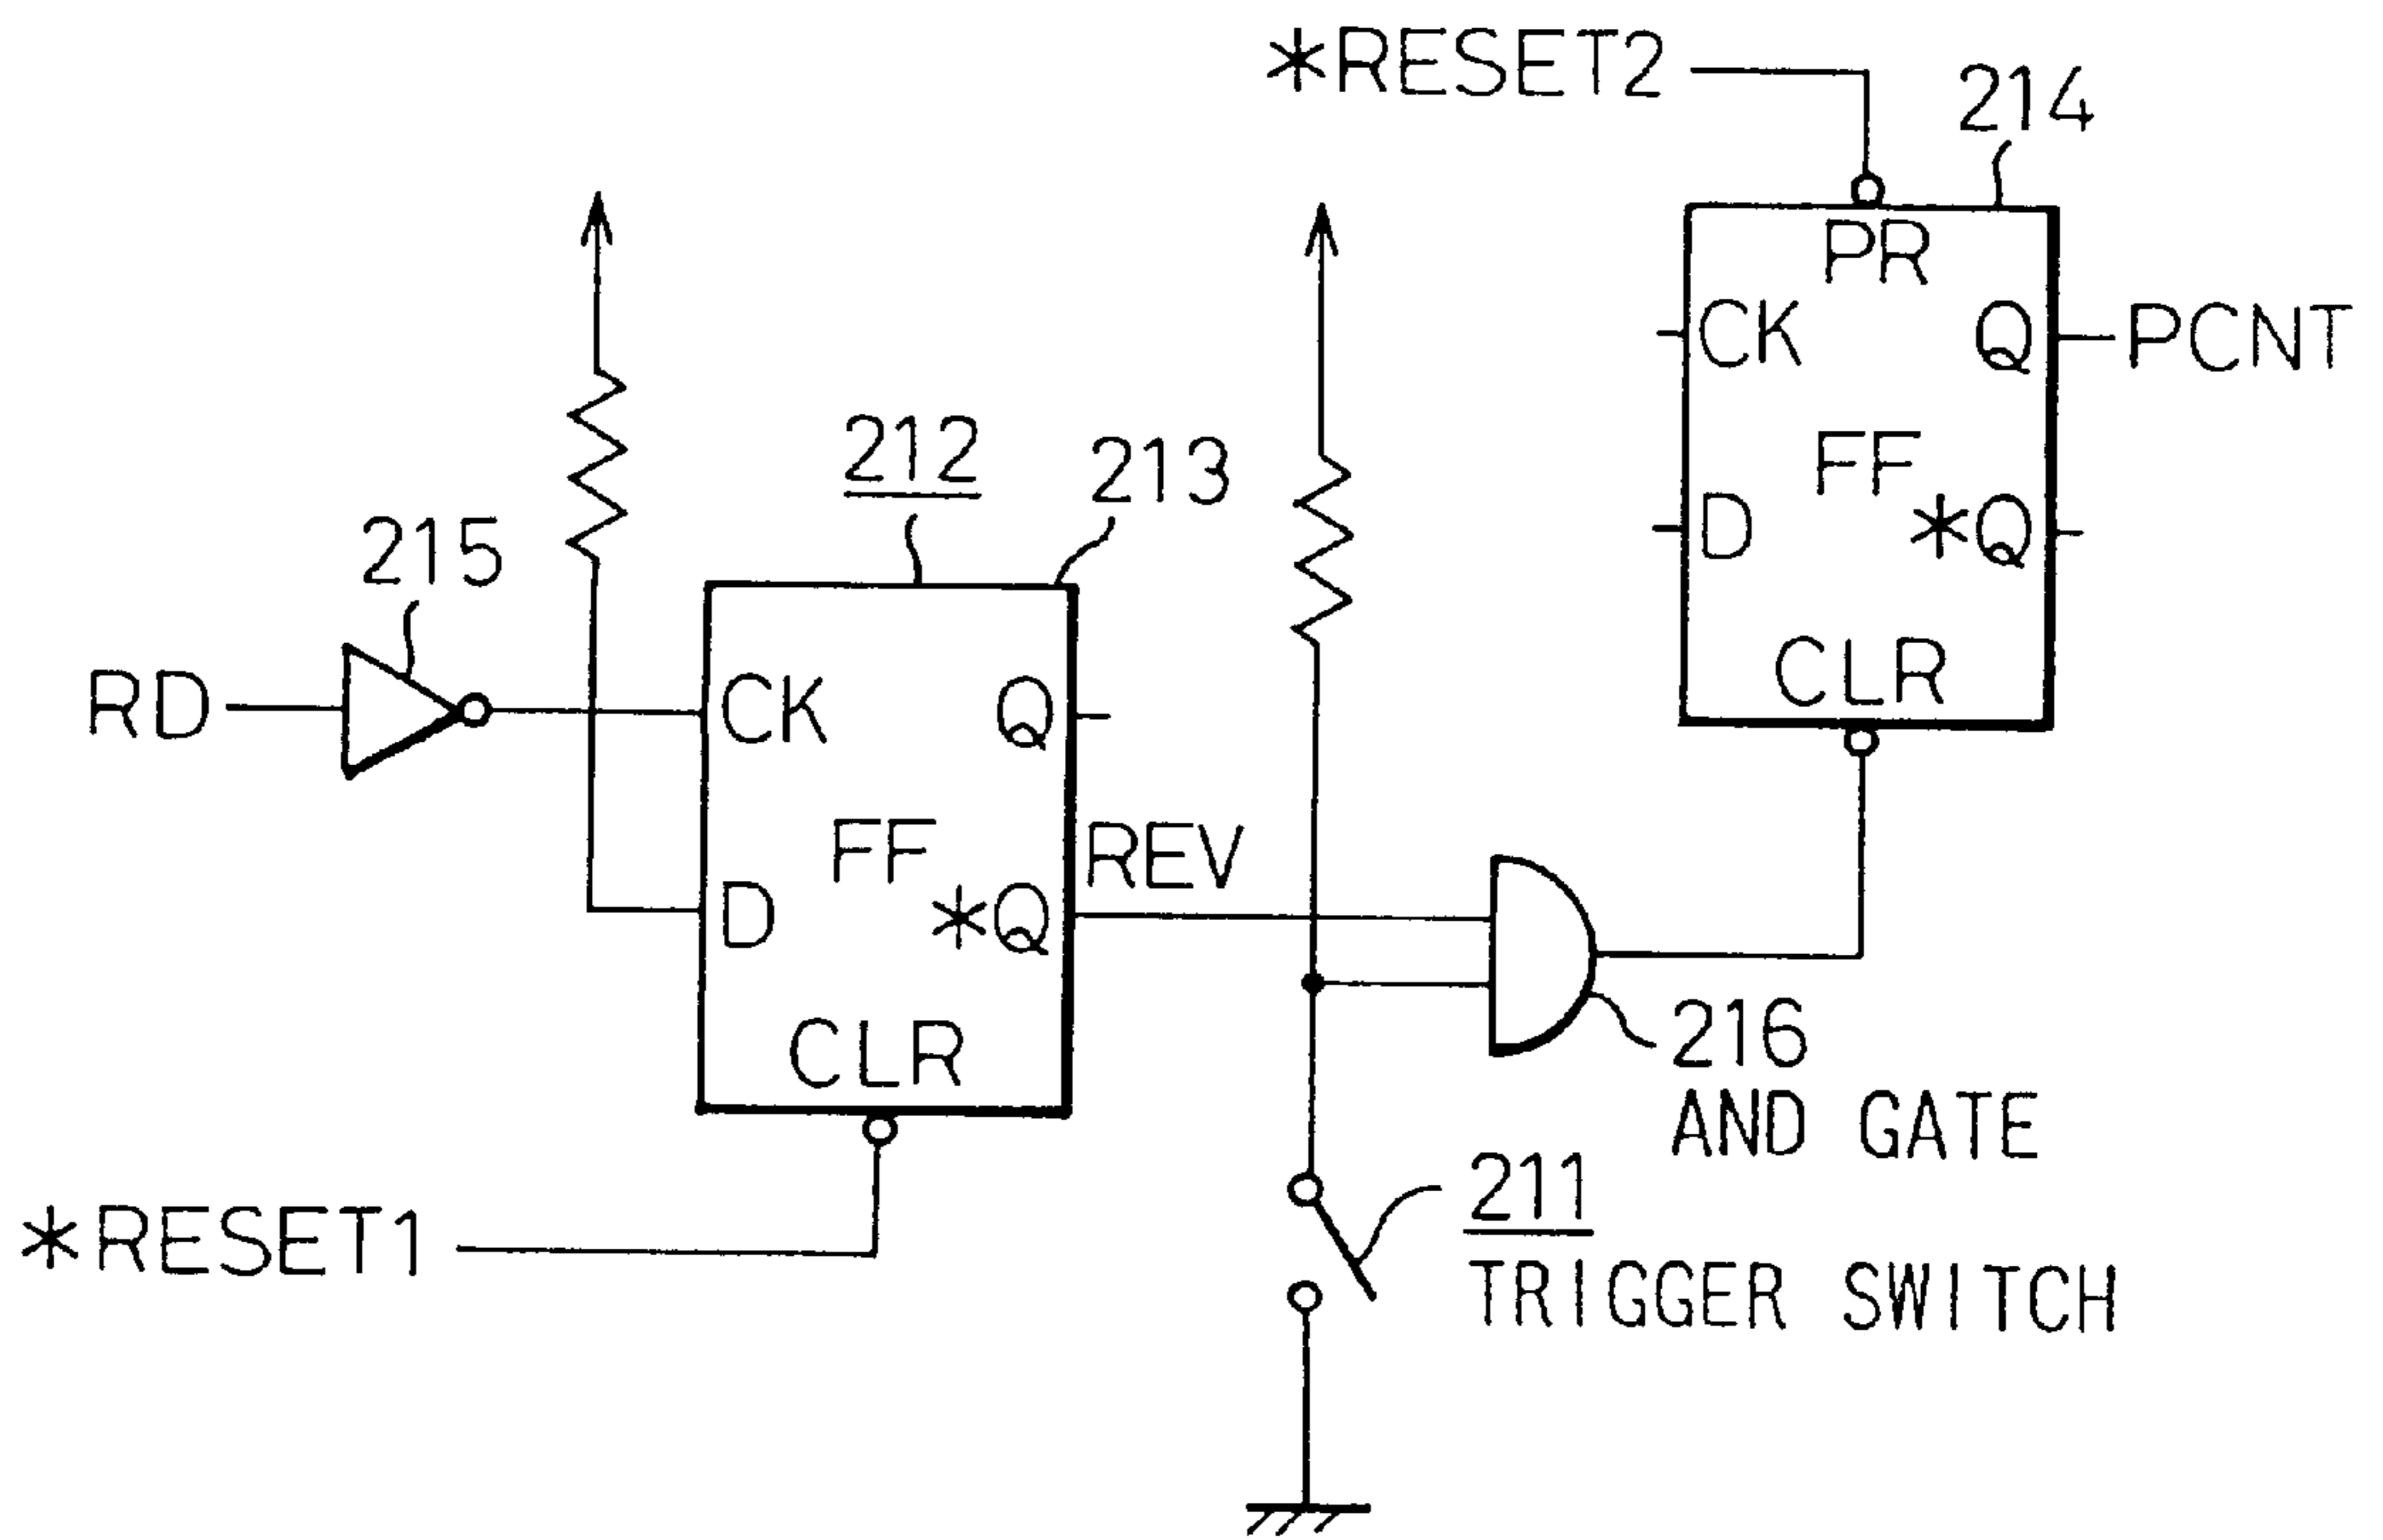 *RESET2
214
PR
CK
Q
PCNT
FF
D
*Q
CLR
212
213
215
RD
CK
Q
FF
REV
D
*Q
CLR
216
AND GATE
*RESET1
211
TRIGGER SWITCH